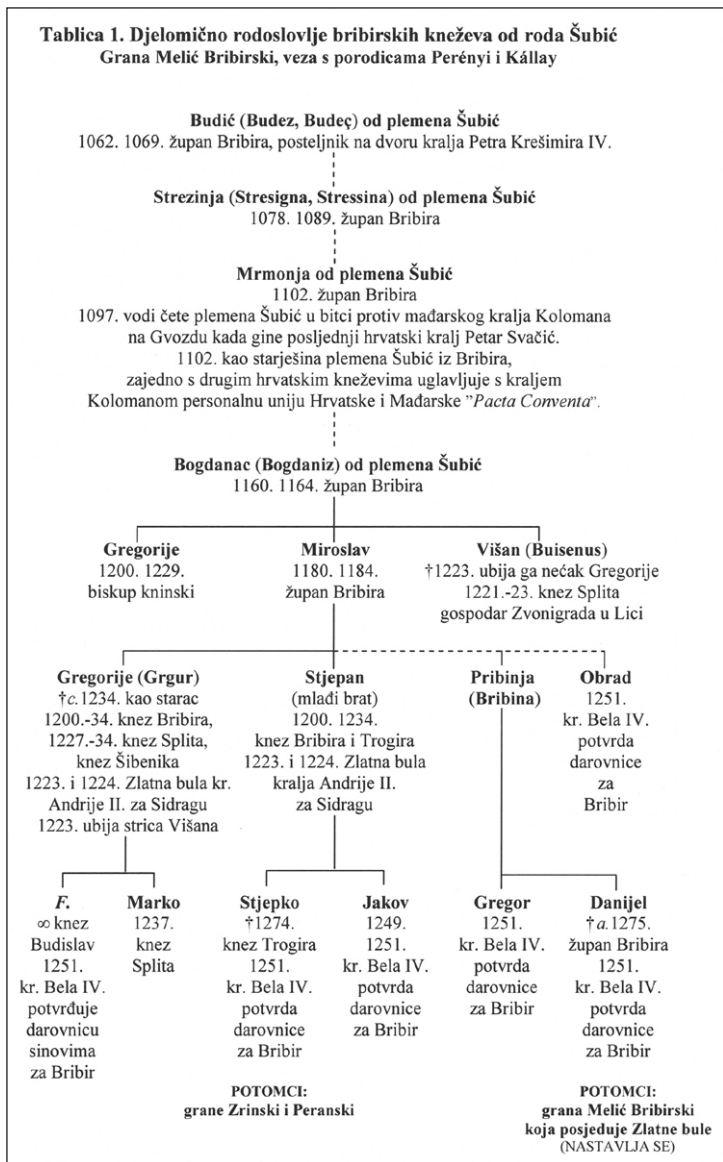 Tablica 1. Djelomično rodoslovlje bribirskih kneževa od roda Šubić
Grana Melić Bribirski, veza s porodicama Perényi i Kállay
Budić (Budez, Budeç) od plemena Šubić
1062. 1069. župan Bribira, posteljnik na dvoru kralja Petra Krešimira IV.
Strezinja (Stresigna, Stressina) od plemena Šubić
1078. 1089. župan Bribira
Mrmonja od plemena Šubić
1102. župan Bribira
1097. vodi čete plemena Šubić u bitci protiv mađarskog kralja Kolomana
na Gvozdu kada gine posljednji hrvatski kralj Petar Svačić.
1102. kao starješina plemena Šubić iz Bribira,
zajedno s drugim hrvatskim kneževima uglavljuje s kraljem
Kolomanom personalnu uniju Hrvatske i Mađarske "Pacta Conventa".
Bogdanac (Bogdaniz) od plemena Šubić
1160. 1164. župan Bribira
Gregorije
1200. 1229.
biskup kninski
Miroslav
1180. 1184.
župan Bribira
Višan (Buisenus)
†1223. ubija ga nećak Gregorije
1221.-23. knez Splita
gospodar Zvonigrada u Lici
Gregorije (Grgur)
†c.1234. kao starac
1200.-34. knez Bribira,
1227.-34. knez Splita,
knez Šibenika
1223. i 1224. Zlatna bula kr.
Andrije II. za Sidragu
1223. ubija strica Višana
Stjepan
(mlađi brat)
1200. 1234.
knez Bribira i Trogira
1223. i 1224. Zlatna bula
kralja Andrije II.
za Sidragu
Pribinja
(Bribina)
Obrad
1251.
kr. Bela IV.
potvrda
darovnice
za
Bribir
F.
∞ knez
Budislav
1251.
kr. Bela IV.
potvrđuje
darovnicu
sinovima
za Bribir
Marko
1237.
knez
Splita
Stjepko
†1274.
knez Trogira
1251.
kr. Bela IV.
potvrda
darovnice
za Bribir
Jakov
1249.
1251.
kr. Bela IV.
potvrda
darovnice
za Bribir
Gregor
1251.
kr. Bela IV.
potvrda
darovnice
za Bribir
Danijel
†a.1275.
župan Bribira
1251.
kr. Bela IV.
potvrda
darovnice
za Bribir
POTOMCI:
grane Zrinski i Peranski
POTOMCI:
grana Melić Bribirski
koja posjeduje Zlatne bule
(NASTAVLJA SE)